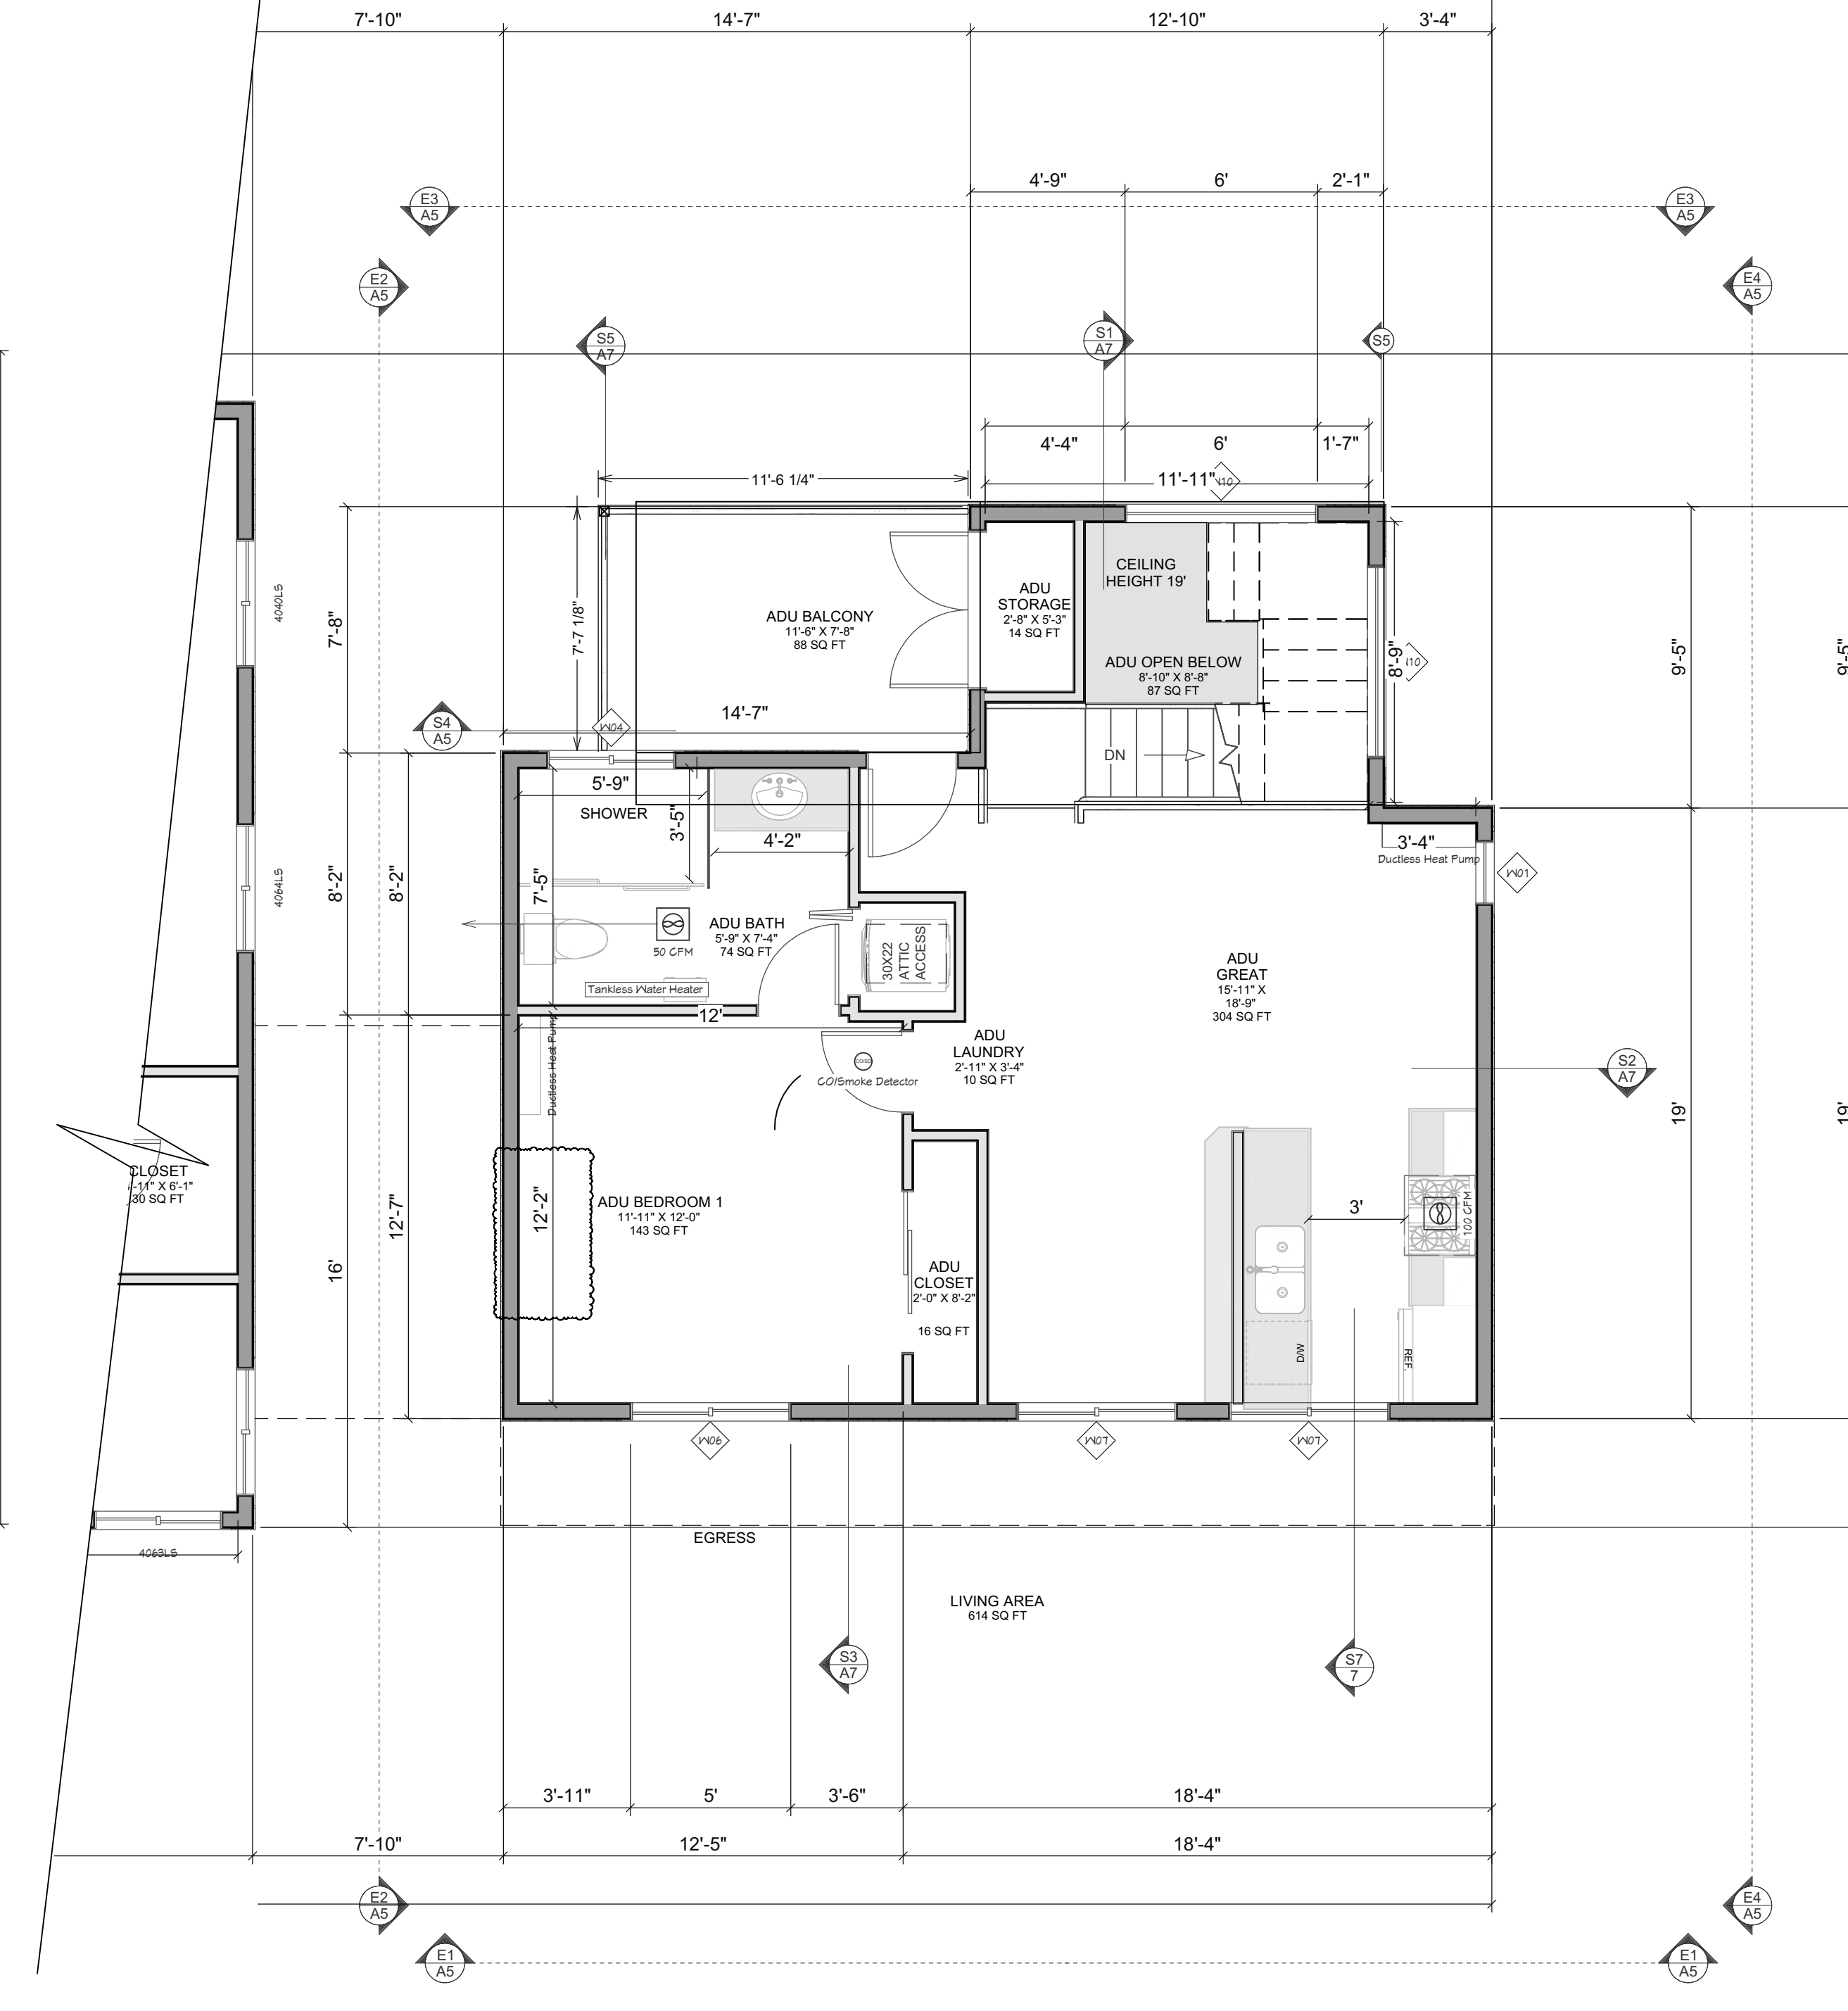 7'-10"
14'-7"
12'-10"
3'-4"
4'-9"
6'
2'-1"
E3
A5
E3
A5
E2
A5
E4
A5
S5
A7
S1
A7
S5
4'-4"
6'
1'-7"
11'-6 1/4"
11'-11"
4040LS
7'-8"
7'-7 1/8"
ADU BALCONY
11'-6" X 7'-8"
88 SQ FT
ADU
STORAGE
2'-8" X 5'-3"
14 SQ FT
CEILING
HEIGHT 19'
ADU OPEN BELOW
8'-10" X 8'-8"
87 SQ FT
8'-9"
9'-5"
9'-5"
S4
A5
W04
14'-7"
DN
5'-9"
SHOWER
3'-5"
4'-2"
3'-4"
Ductless Heat Pump
W01
4064LS
8'-2"
8'-2"
7'-5"
ADU BATH
5'-9" X 7'-4"
74 SQ FT
50 CFM
30X22
ATTIC
ACCESS
Tankless Water Heater
12'
ADU
GREAT
15'-11" X
18'-9"
304 SQ FT
Ductless Heat Pump
CO/Smoke Detector
ADU
LAUNDRY
2'-11" X 3'-4"
10 SQ FT
S2
A7
19'
19'
CLOSET
-11" X 6'-1"
30 SQ FT
16'
12'-7"
12'-2"
ADU BEDROOM 1
11'-11" X 12'-0"
143 SQ FT
3'
100 CFM
ADU
CLOSET
2'-0" X 8'-2"
16 SQ FT
D/W
REF.
W06
W07
W07
4063LS
EGRESS
LIVING AREA
614 SQ FT
S3
A7
S7
7
3'-11"
5'
3'-6"
18'-4"
7'-10"
12'-5"
18'-4"
E2
A5
E4
A5
E1
A5
E1
A5